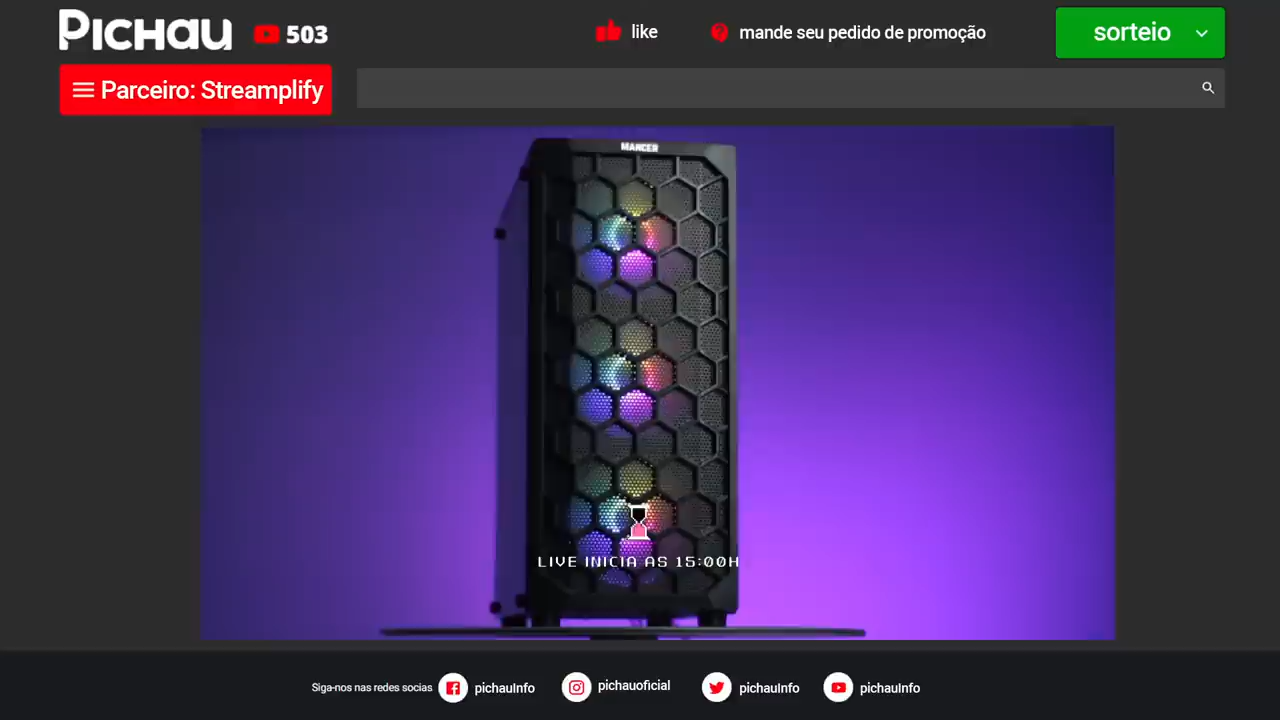 PICHAU
503
like
mande seu pedido de promoção
sorteio
Parceiro: Streamplify
MANCER
LIVE INICIA AS 15:00H
Siga-nos nas redes socias
pichauInfo
pichauoficial
pichauInfo
pichauInfo